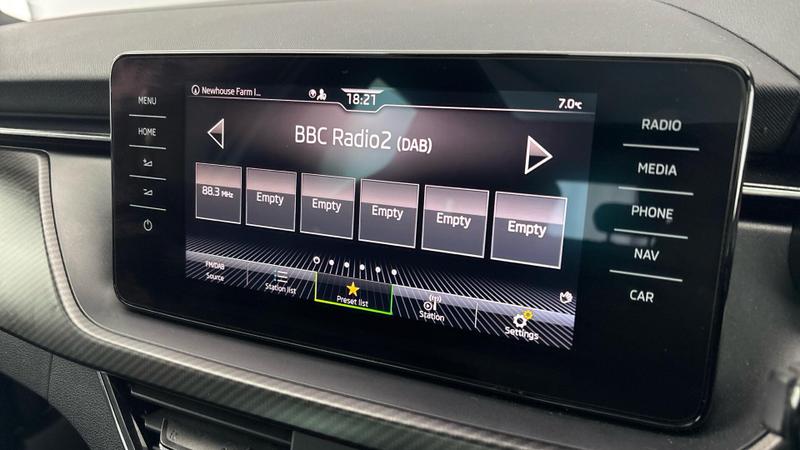 MENU
HOME
Newhouse Farm I...
18:21
7.0°C
BBC Radio2 (DAB)
88.3 MHz
Empty
Empty
Empty
Empty
Empty
FM/DAB
Source
Station list
Preset list
Station
Settings
RADIO
MEDIA
PHONE
NAV
CAR